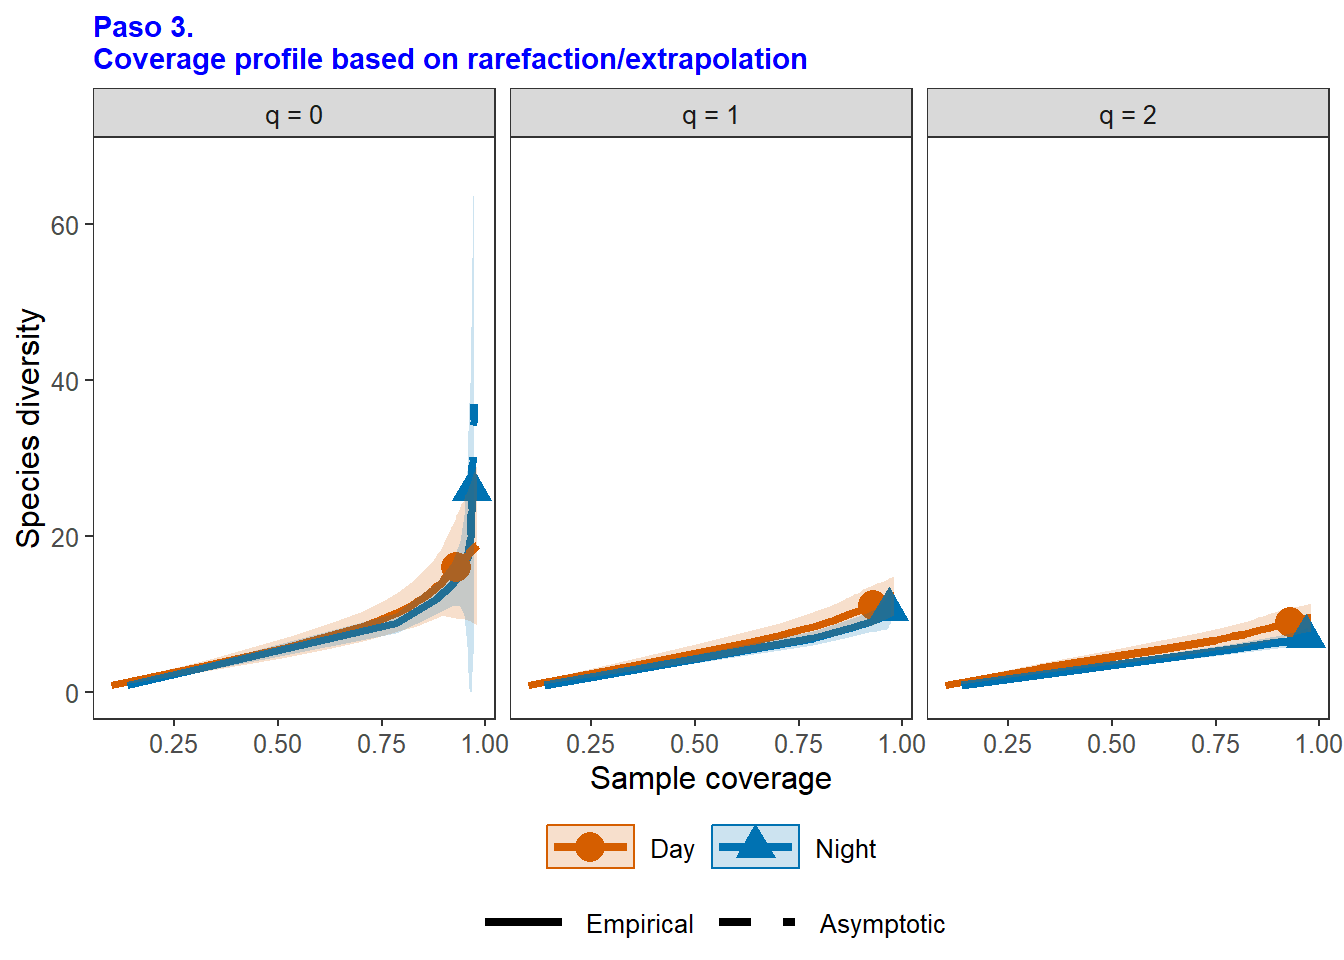 Paso 3.
Coverage profile based on rarefaction/extrapolation
q = 0
q = 1
q = 2
Species diversity
60
40
20
0
0.25 0.50 0.75 1.00
0.25 0.50 0.75 1.00
0.25 0.50 0.75 1.00
Sample coverage
Day Night
Empirical Asymptotic